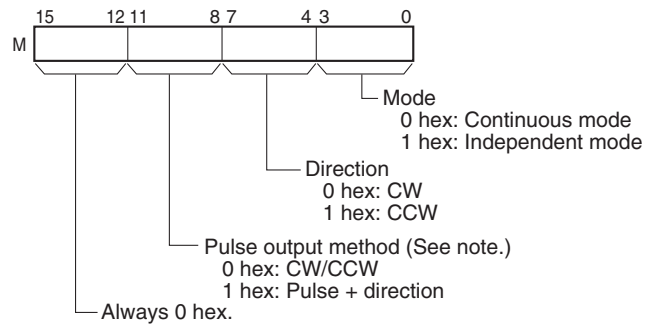 15 12 11 8 7 4 3 0
M
Mode
0 hex: Continuous mode
1 hex: Independent mode
Direction
0 hex: CW
1 hex: CCW
Pulse output method (See note.)
0 hex: CW/CCW
1 hex: Pulse + direction
Always 0 hex.